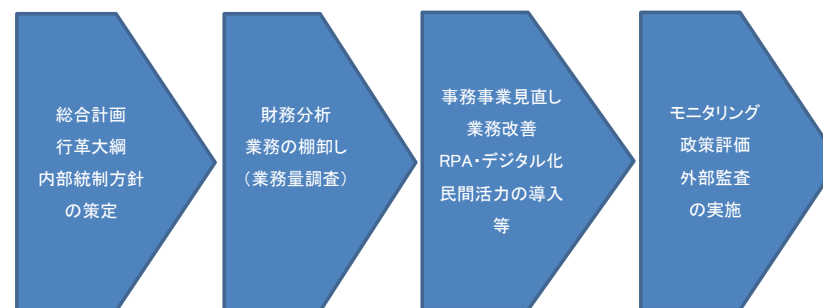 総合計画
行革大綱
内部統制方針
の策定
財務分析
業務の棚卸し
（業務量調査）
事務事業見直し
業務改善
RPA・デジタル化
民間活力の導入
等
モニタリング
政策評価
外部監査
の実施